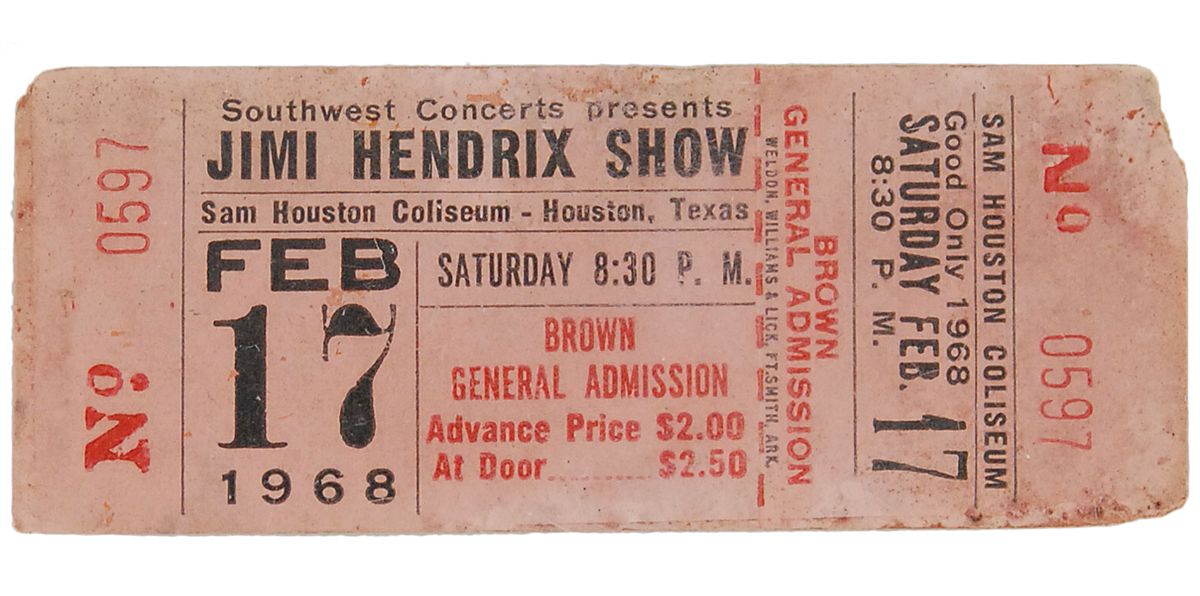 Nº. 0597
Southwest Concerts presents
JIMI HENDRIX SHOW
Sam Houston Coliseum - Houston, Texas
FEB
17
1968
SATURDAY 8:30 P. M.
BROWN
GENERAL ADMISSION
Advance Price $2.00
At Door......... $2.50
WELDON, WILLIAMS & LICK, FT. SMITH, ARK.
BROWN
GENERAL ADMISSION
SAM HOUSTON COLISEUM
Good Only 1968
SATURDAY FEB. 17
8:30 P. M.
Nº 0597